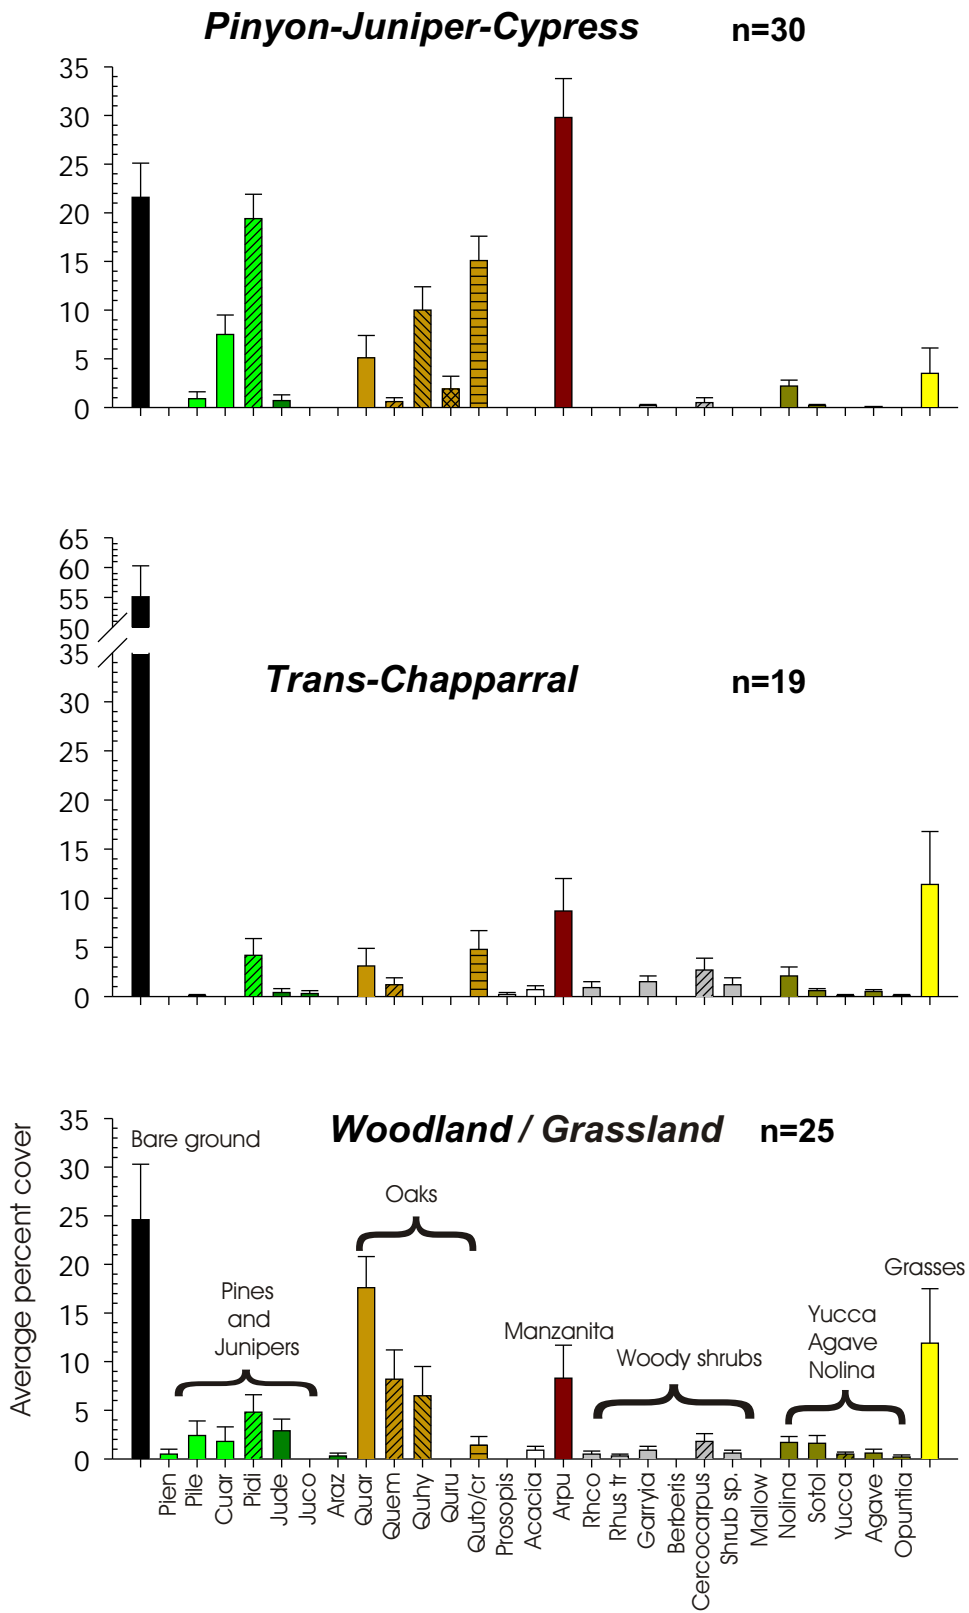 Pinyon-Juniper-Cypress n=30
35
30
25
20
15
10
5
0
65
60
55
50
35
Trans-Chapparral n=19
30
25
20
15
10
5
0
Average percent cover
35
Woodland / Grassland n=25
Bare ground
30
Oaks
25
20
Grasses
Pines
and
Junipers
Yucca
Agave
Nolina
15
Manzanita
Woody shrubs
10
5
0
Pien
Pile
Cuar
Pidi
Jude
Juco
Araz
Quar
Quem
Quhy
Quru
Quto/cr
Prosopis
Acacia
Arpu
Rhco
Rhus tr
Garryia
Berberis
Cercocarpus
Shrub sp.
Mallow
Nolina
Sotol
Yucca
Agave
Opuntia